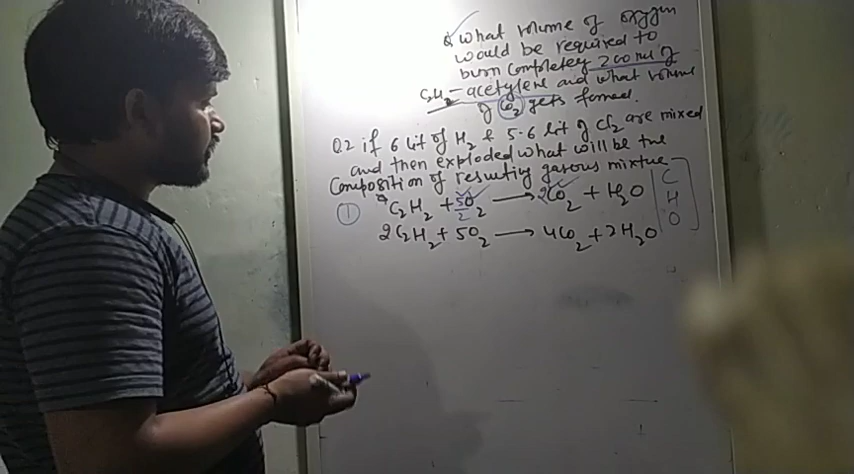 Q What volume of oxygen
would be required to
burn completely 200 ml of
C2H2 - acetylene and what volume
of CO2 gets formed.
Q.2 if 6 lit of H2 & 5.6 lit of Cl2 are mixed
and then exploded what will be the
Composition of resulting gaseous mixture
① C2H2 + 5/2 O2 → 2CO2 + H2O
C
H
O
2C2H2 + 5O2 → 4CO2 + 2H2O